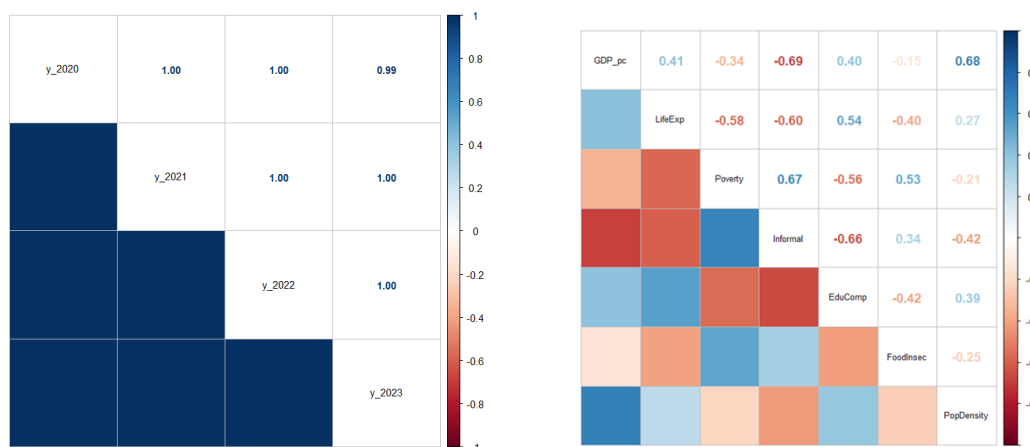 y_2020 1.00 1.00 0.99
y_2021 1.00 1.00
y_2022 1.00
y_2023
1
0.8
0.6
0.4
0.2
0
-0.2
-0.4
-0.6
-0.8
-1
GDP_pc 0.41 -0.34 -0.69 0.40 -0.15 0.68
LifeExp -0.58 -0.60 0.54 -0.40 0.27
Poverty 0.67 -0.56 0.53 -0.21
Informal -0.66 0.34 -0.42
EduComp -0.42 0.39
FoodInsec -0.25
PopDensity